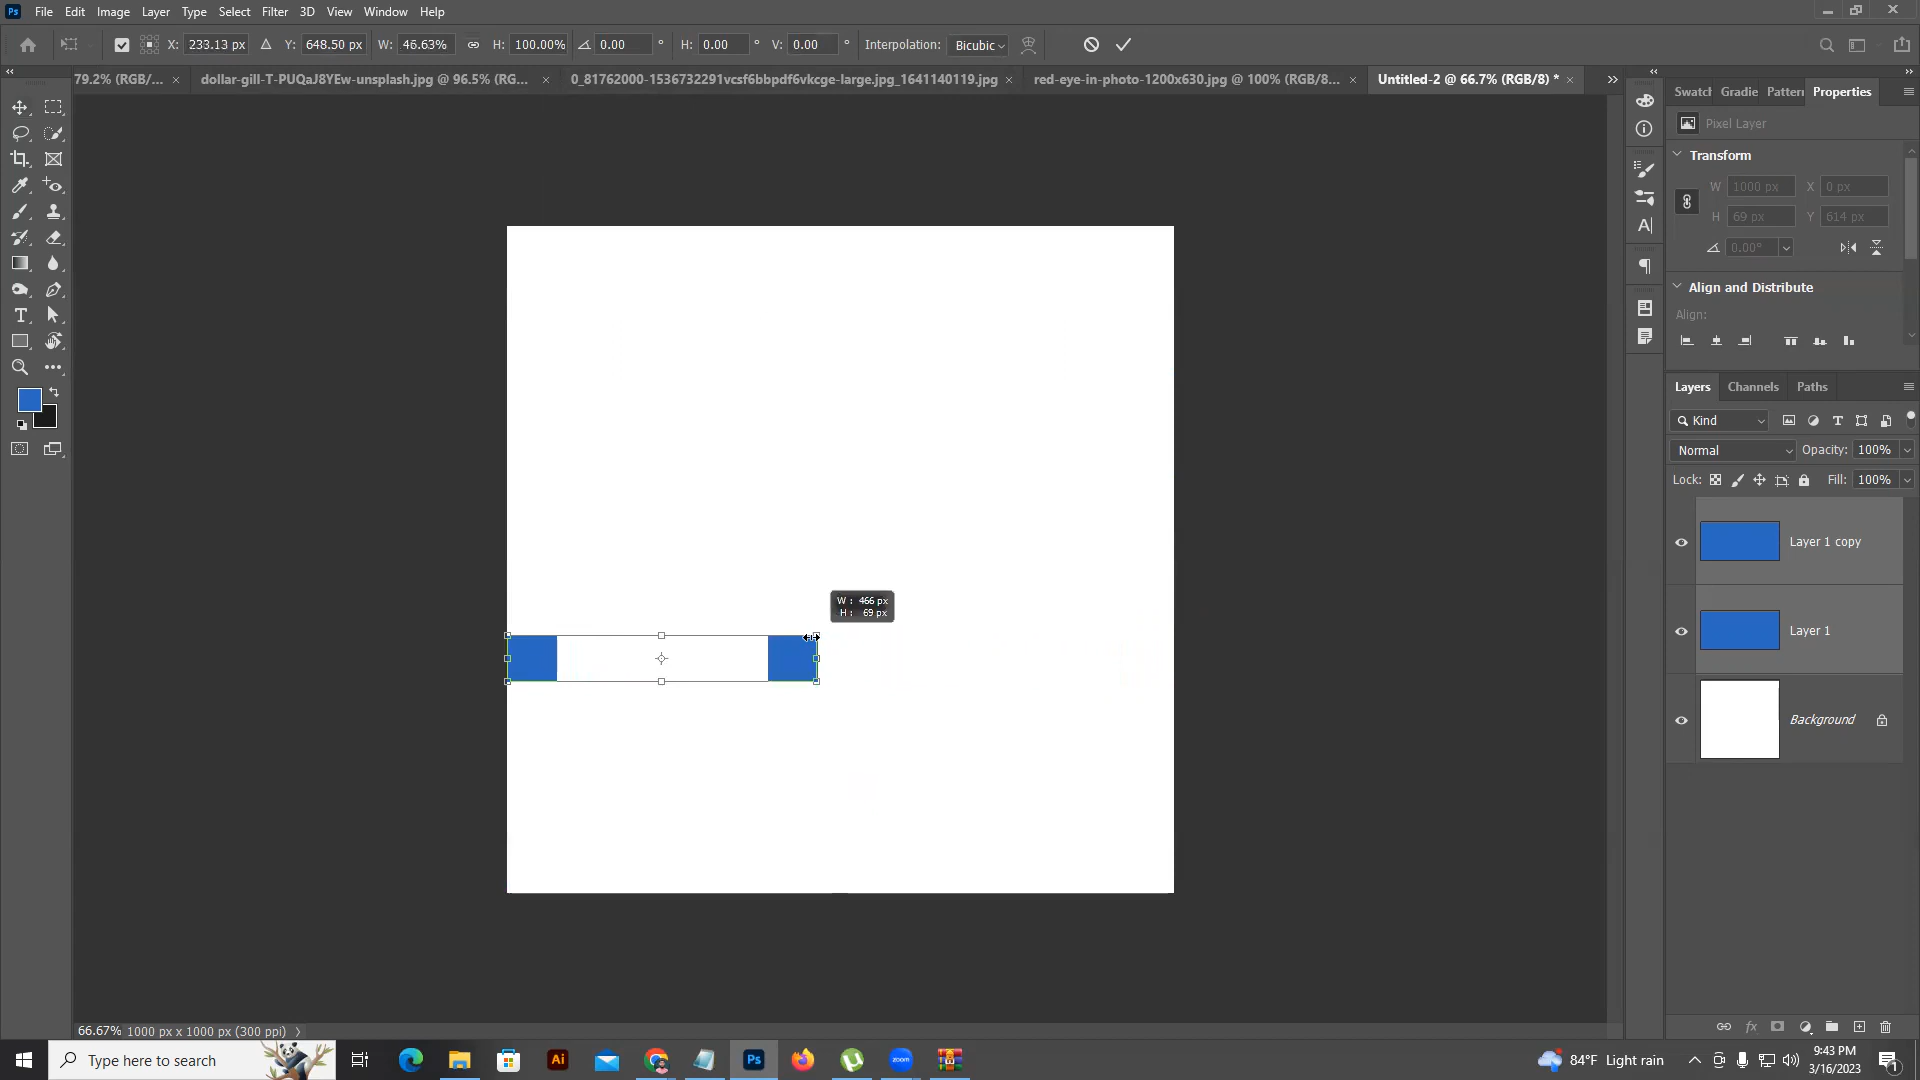 Ps File Edit Image Layer Type Select Filter 3D View Window Help
X: 233.13 px Y: 648.50 px W: 46.63% H: 100.00% 0.00 ° H: 0.00 ° V: 0.00 ° Interpolation: Bicubic
79.2% (RGB/... × dollar-gill-T-PUQaJ8YEw-unsplash.jpg @ 96.5% (RG... × 0_81762000-1536732291vcsf6bbpdf6vkcge-large.jpg_1641140119.jpg × red-eye-in-photo-1200x630.jpg @ 100% (RGB/8... × Untitled-2 @ 66.7% (RGB/8) * ×
Swatch Gradie Pattern Properties
Pixel Layer
Transform
W 1000 px X 0 px
H 69 px Y 614 px
0.00°
Align and Distribute
Align:
Layers Channels Paths
Kind
Normal Opacity: 100%
Lock: Fill: 100%
Layer 1 copy
W : 466 px
H : 69 px
Layer 1
Background
66.67% 1000 px x 1000 px (300 ppi)
Type here to search
Ai
Ps
zoom
84°F Light rain
9:43 PM
3/16/2023
1